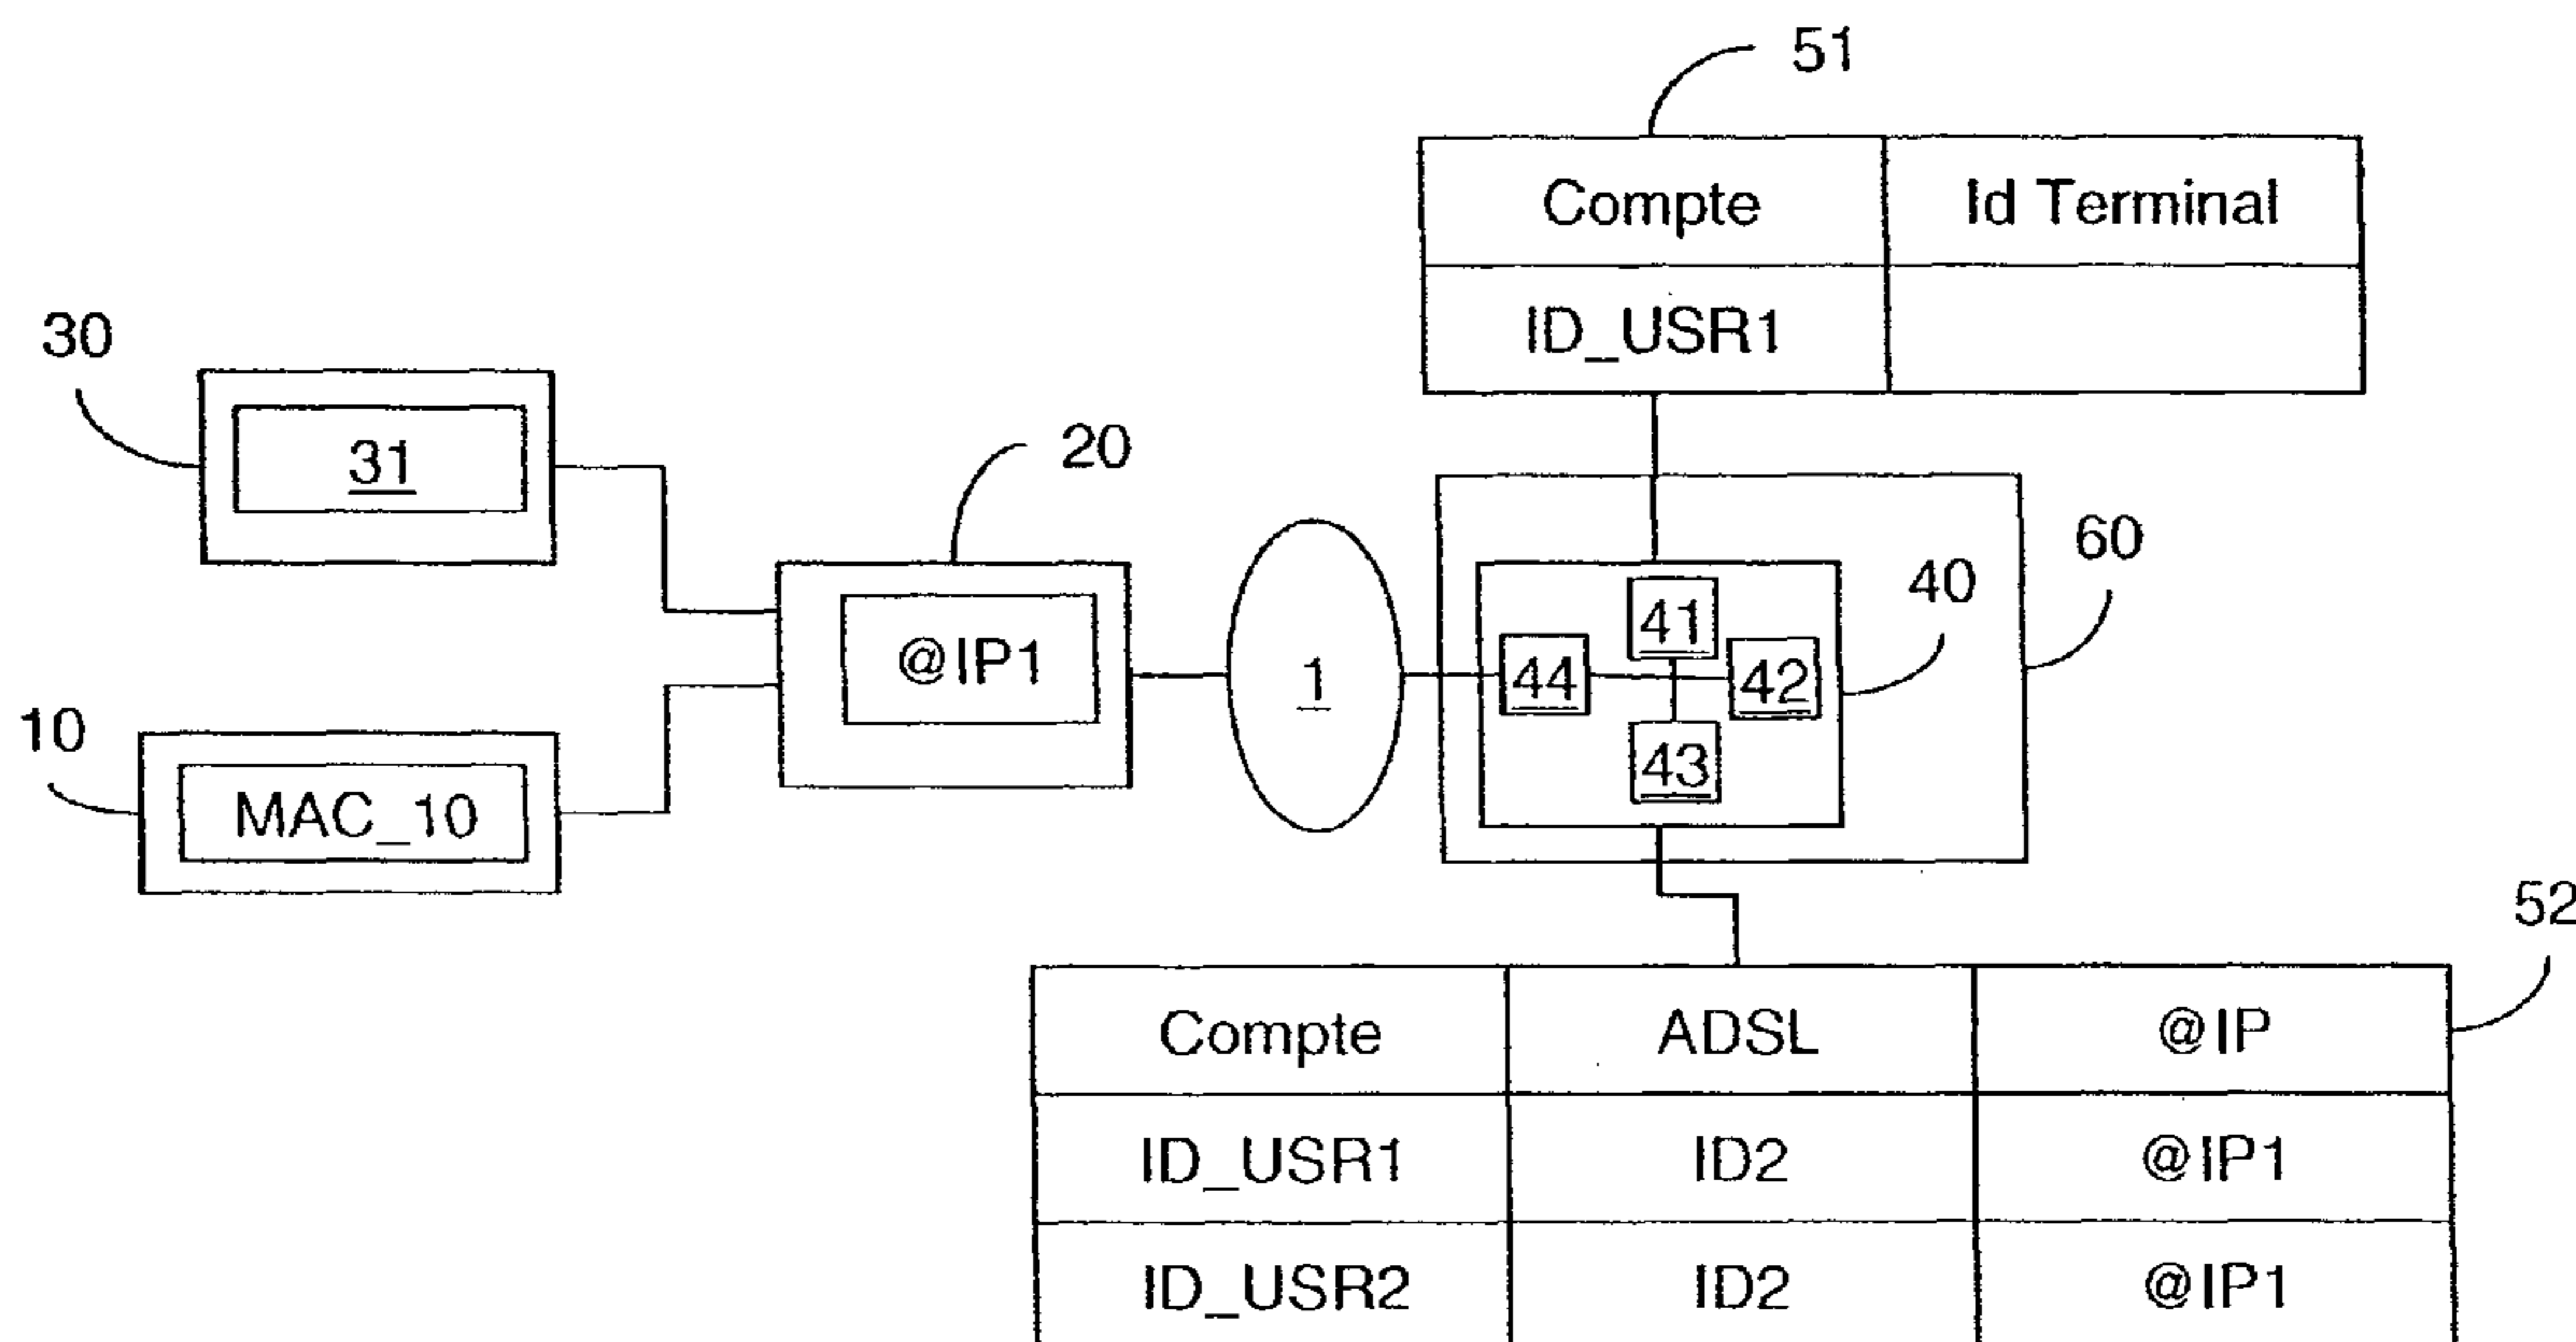 51
Compte Id Terminal
ID_USR1
30
31
20
@IP1
10
MAC_10
1
60
40
41
44
42
43
52
Compte ADSL @IP
ID_USR1 ID2 @IP1
ID_USR2 ID2 @IP1